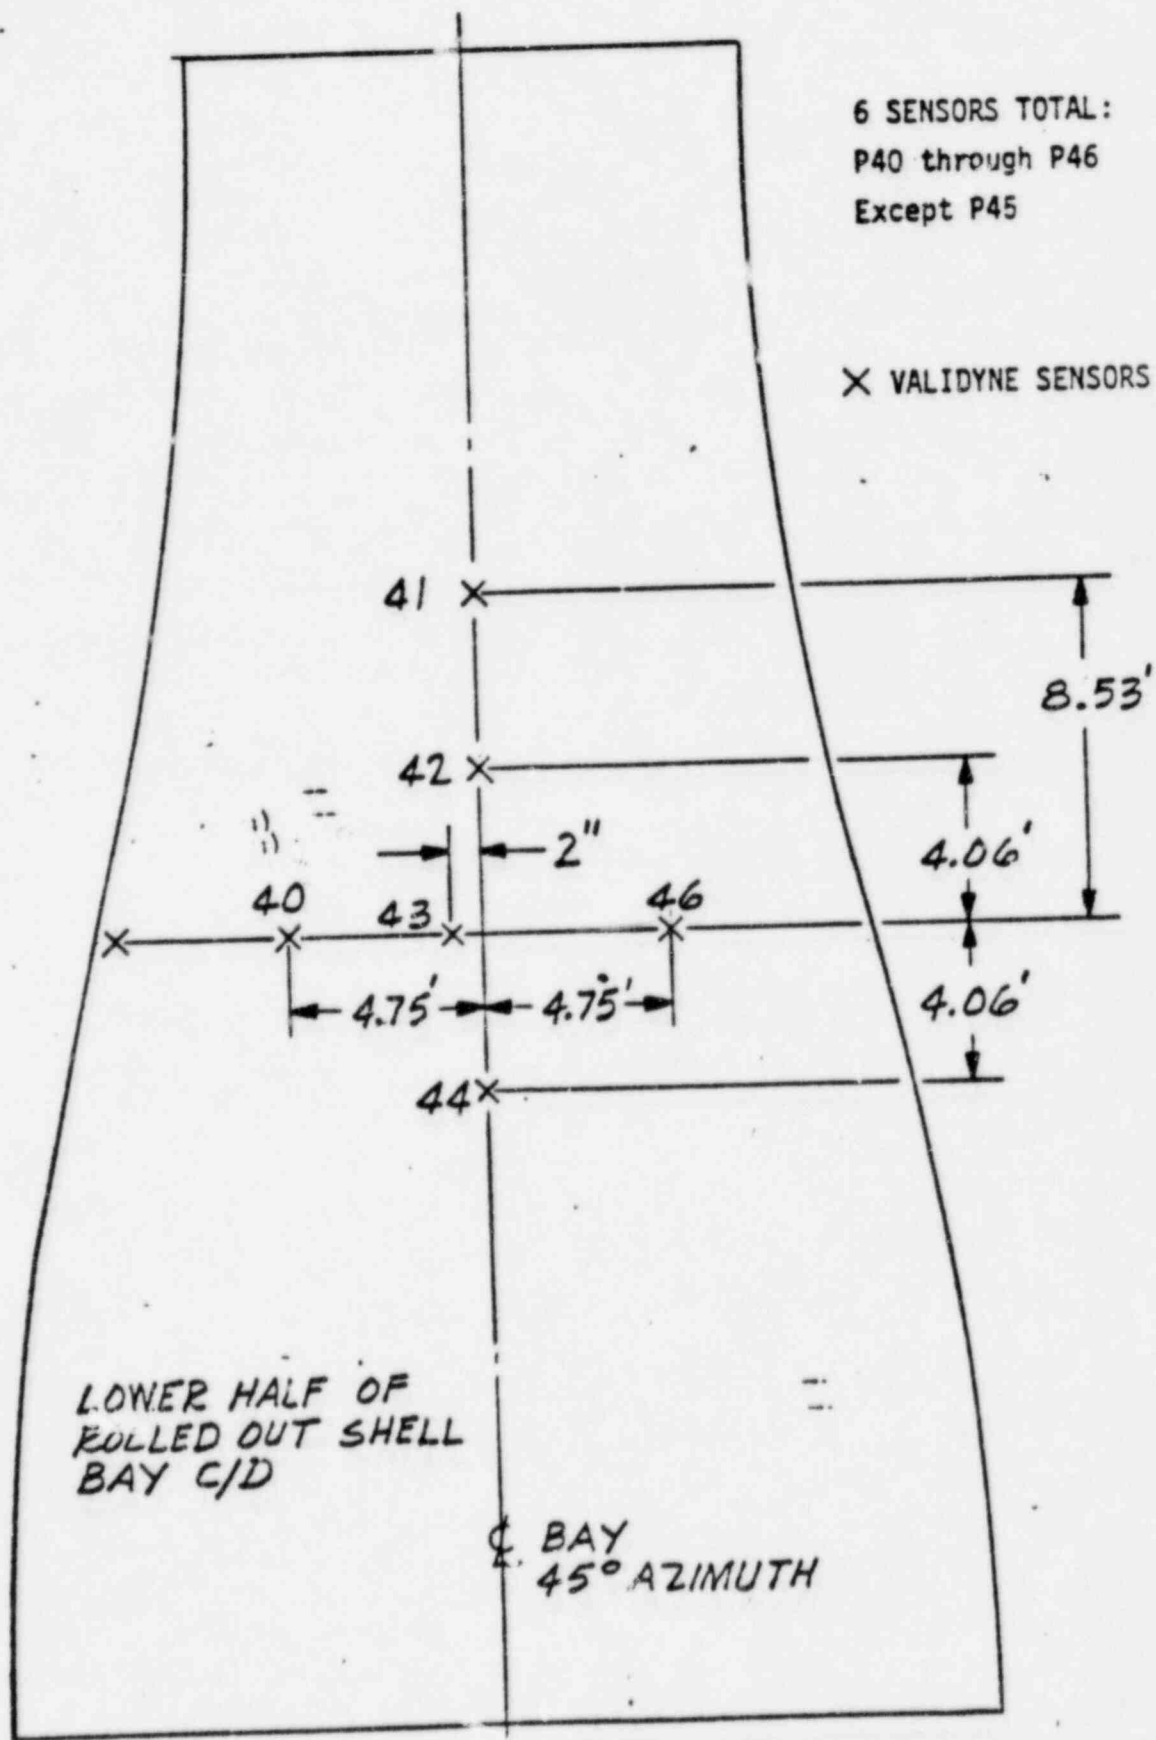 6 SENSORS TOTAL:
P40 through P46
Except P45
X VALIDYNE SENSORS
41
8.53'
42
2"
4.06'
40
43
46
4.75'
4.75'
4.06'
44
LOWER HALF OF
ROLLED OUT SHELL
BAY C/D
℄ BAY
45° AZIMUTH